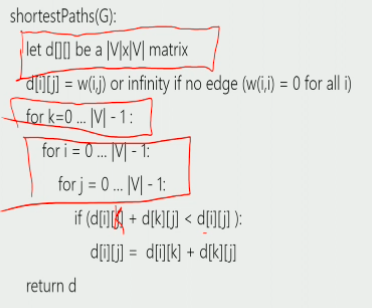 shortestPaths(G):
let d[][] be a |V|x|V| matrix
d[i][j] = w(i,j) or infinity if no edge (w(i,i) = 0 for all i)
for k=0 ... |V| - 1:
for i = 0 ... |V| - 1:
for j = 0 ... |V| - 1:
if (d[i][k] + d[k][j] < d[i][j] ):
d[i][j] = d[i][k] + d[k][j]
return d